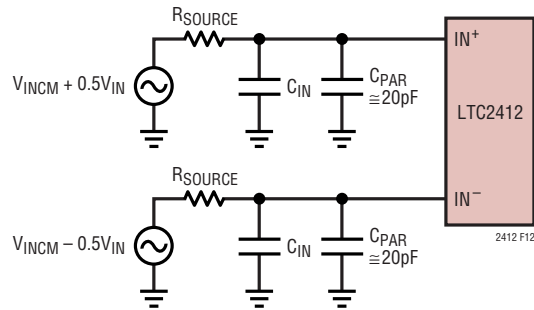 RSOURCE
VINCM + 0.5VIN
CIN
CPAR
≅20pF
IN+
LTC2412
RSOURCE
VINCM – 0.5VIN
CIN
CPAR
≅20pF
IN–
2412 F12